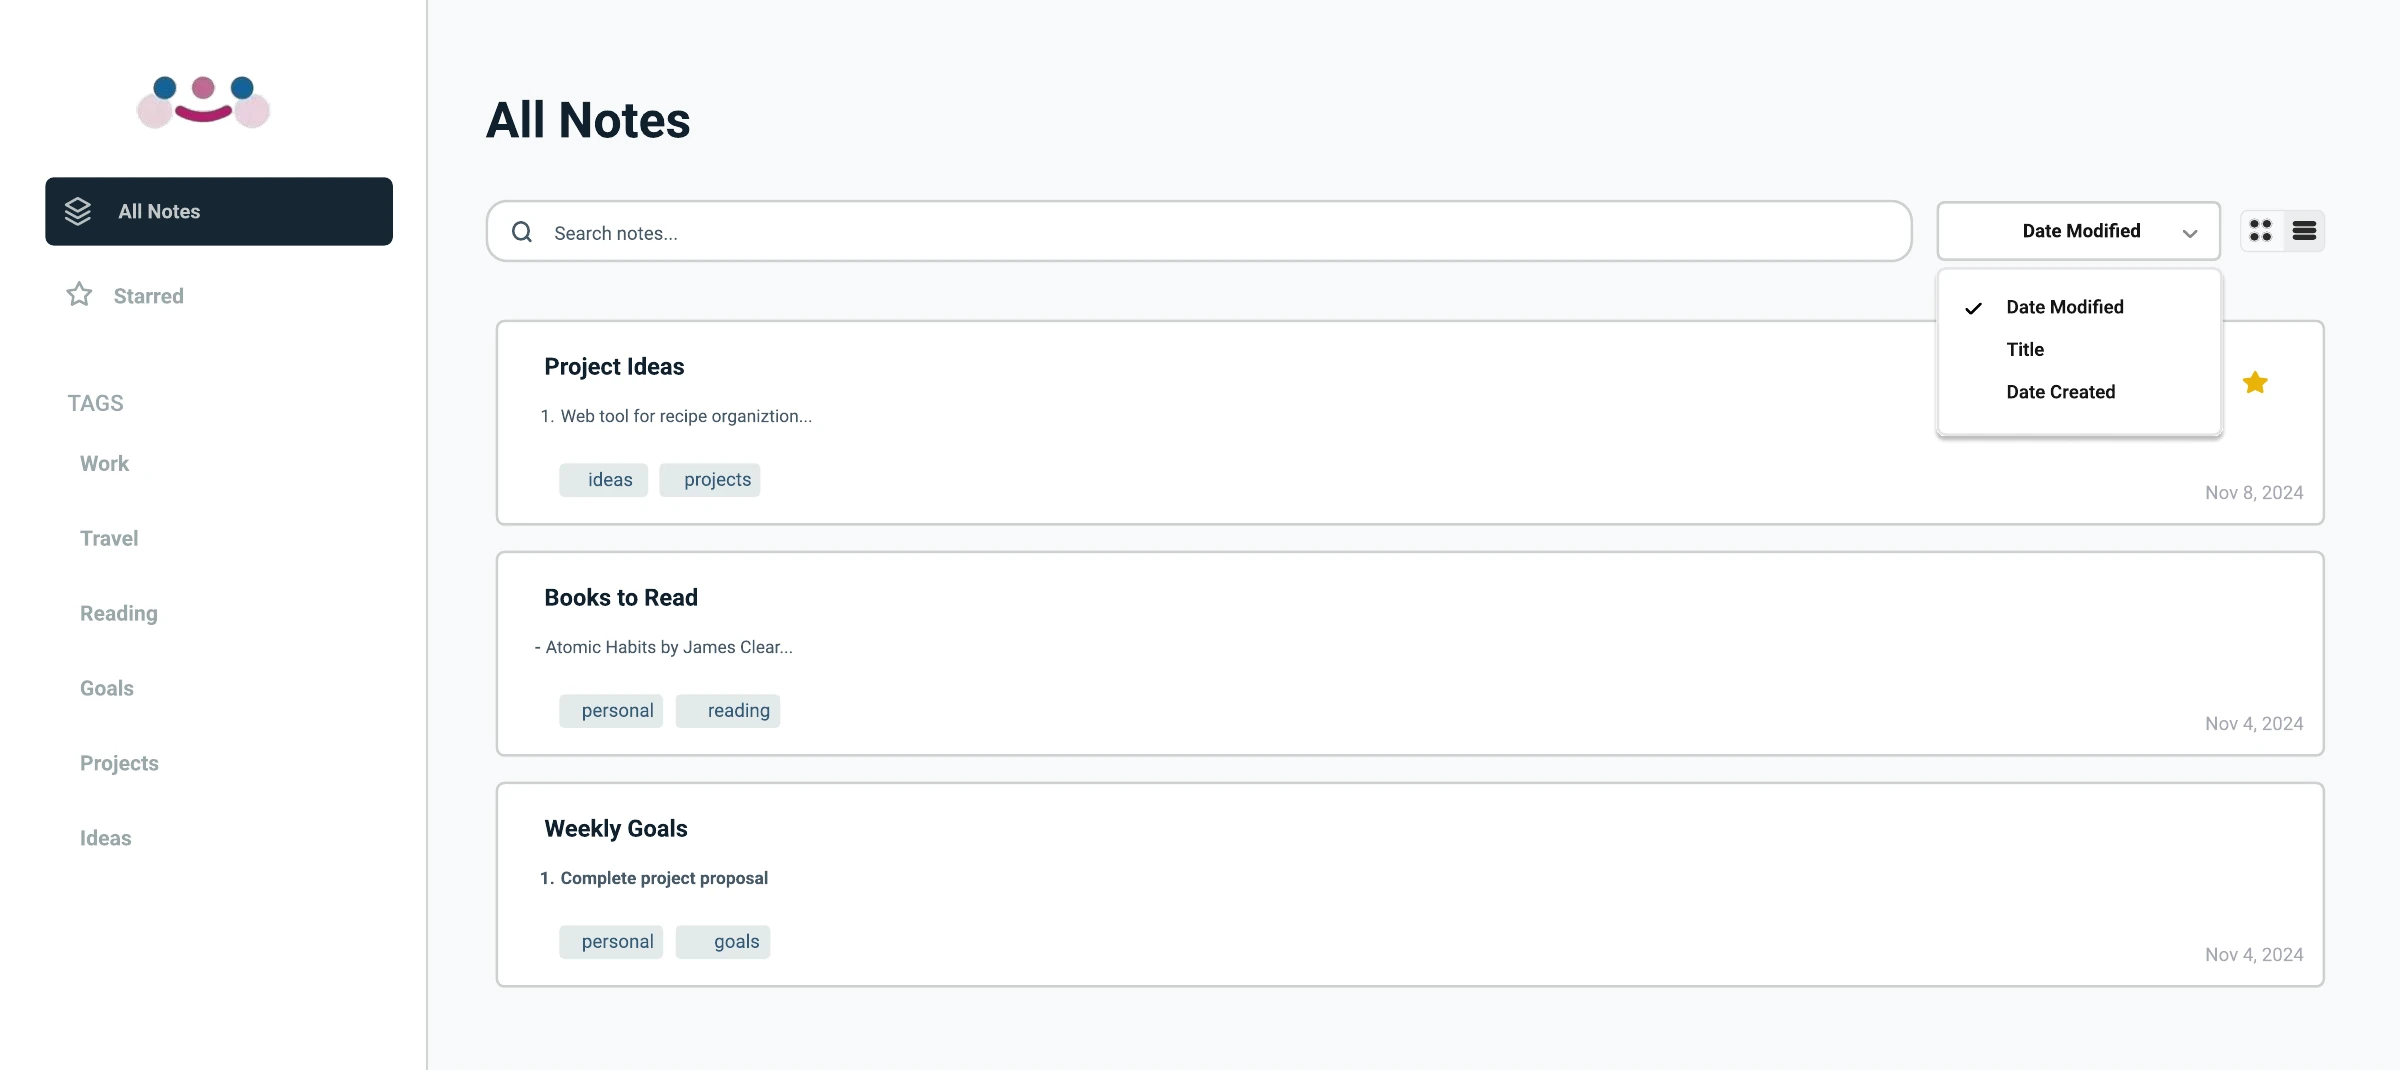 All Notes
Starred
TAGS
Work
Travel
Reading
Goals
Projects
Ideas
All Notes
Search notes...
Date Modified
Date Modified
Title
Date Created
Project Ideas
1. Web tool for recipe organiztion...
ideas projects
Nov 8, 2024
Books to Read
- Atomic Habits by James Clear...
personal reading
Nov 4, 2024
Weekly Goals
1. Complete project proposal
personal goals
Nov 4, 2024